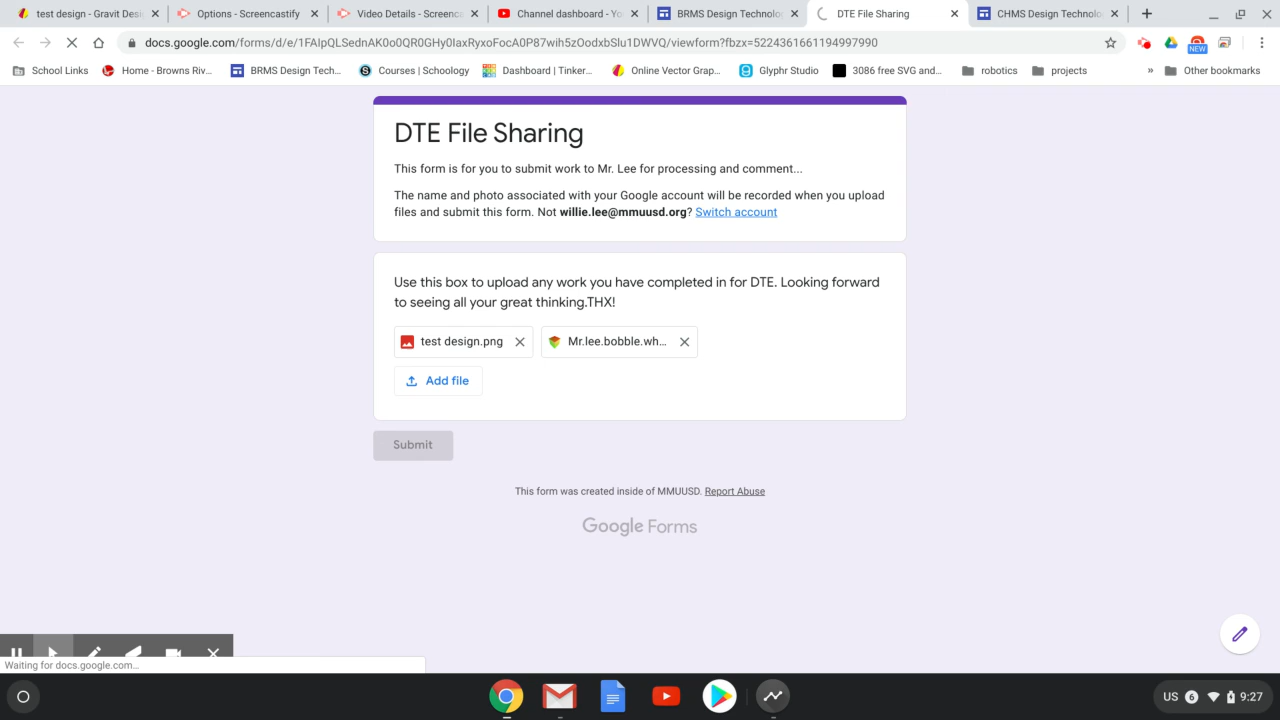 test design - Gravit Desi
Options - Screencastify
Video Details - Screenca
Channel dashboard - Yo
BRMS Design Technolo
DTE File Sharing
CHMS Design Technolo
docs.google.com/forms/d/e/1FAIpQLSednAK0o0QR0GHy0IaxRyxoFocA0P87wih5zOodxbSlu1DWVQ/viewform?fbzx=5224361661194997990
NEW
School Links
Home - Browns Riv...
BRMS Design Tech...
Courses | Schoology
Dashboard | Tinker...
Online Vector Grap...
Glyphr Studio
3086 free SVG and...
robotics
projects
»
Other bookmarks
DTE File Sharing
This form is for you to submit work to Mr. Lee for processing and comment...
The name and photo associated with your Google account will be recorded when you upload
files and submit this form. Not willie.lee@mmuusd.org? Switch account
Use this box to upload any work you have completed in for DTE. Looking forward
to seeing all your great thinking.THX!
test design.png
Mr.lee.bobble.wh...
Add file
Submit
This form was created inside of MMUUSD. Report Abuse
Google Forms
Waiting for docs.google.com...
US 6 9:27